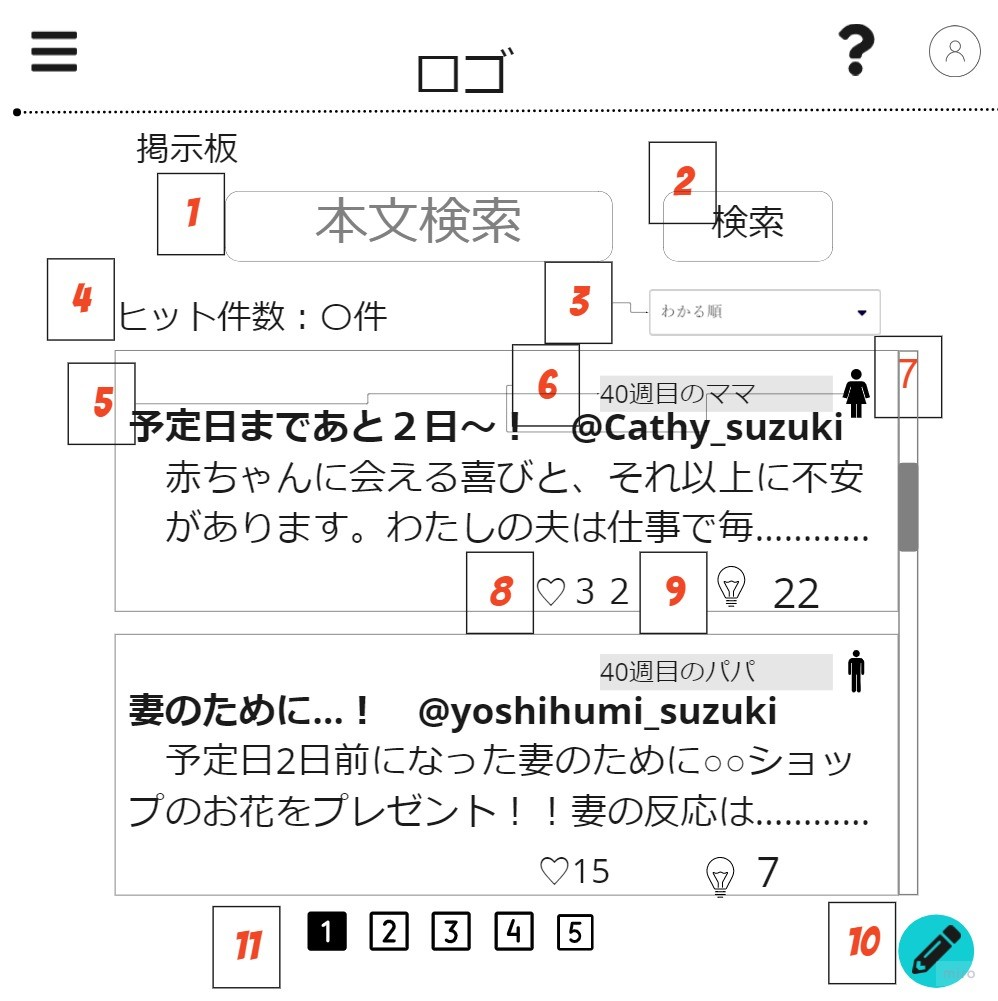 ロゴ
掲示板
1
本文検索
2
検索
4
ヒット件数：〇件
3
わかる順
5
6
40週目のママ
7
予定日まであと２日〜！　@Cathy_suzuki
赤ちゃんに会える喜びと、それ以上に不安
があります。わたしの夫は仕事で毎…………
8
♡３２
9
22
40週目のパパ
妻のために…！　@yoshihumi_suzuki
予定日2日前になった妻のために○○ショッ
プのお花をプレゼント！！妻の反応は…………
♡15
7
11
1 2 3 4 5
10
miro